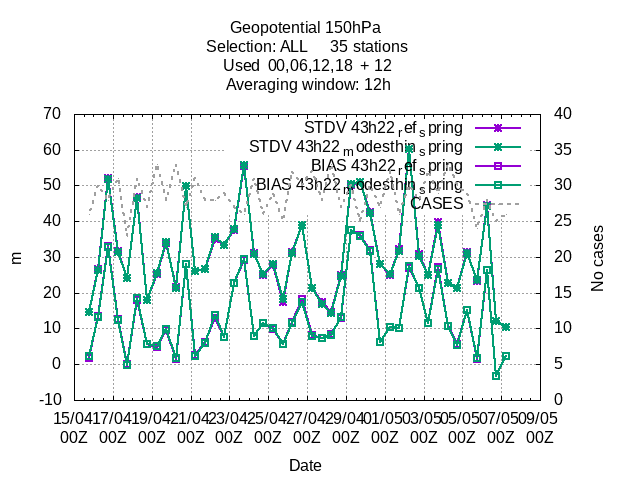 Geopotential 150hPa
Selection: ALL 35 stations
Used 00,06,12,18 + 12
Averaging window: 12h
70 40
STDV 43h22_ref_spring
60 35
STDV 43h22_modesthin_spring
BIAS 43h22_ref_spring
50 30
BIAS 43h22_modesthin_spring
CASES
40 25
30 20
m No cases
20 15
10 10
0 5
-10 0
15/04 17/04 19/04 21/04 23/04 25/04 27/04 29/04 01/05 03/05 05/05 07/05 09/05
00Z 00Z 00Z 00Z 00Z 00Z 00Z 00Z 00Z 00Z 00Z 00Z 00Z
Date